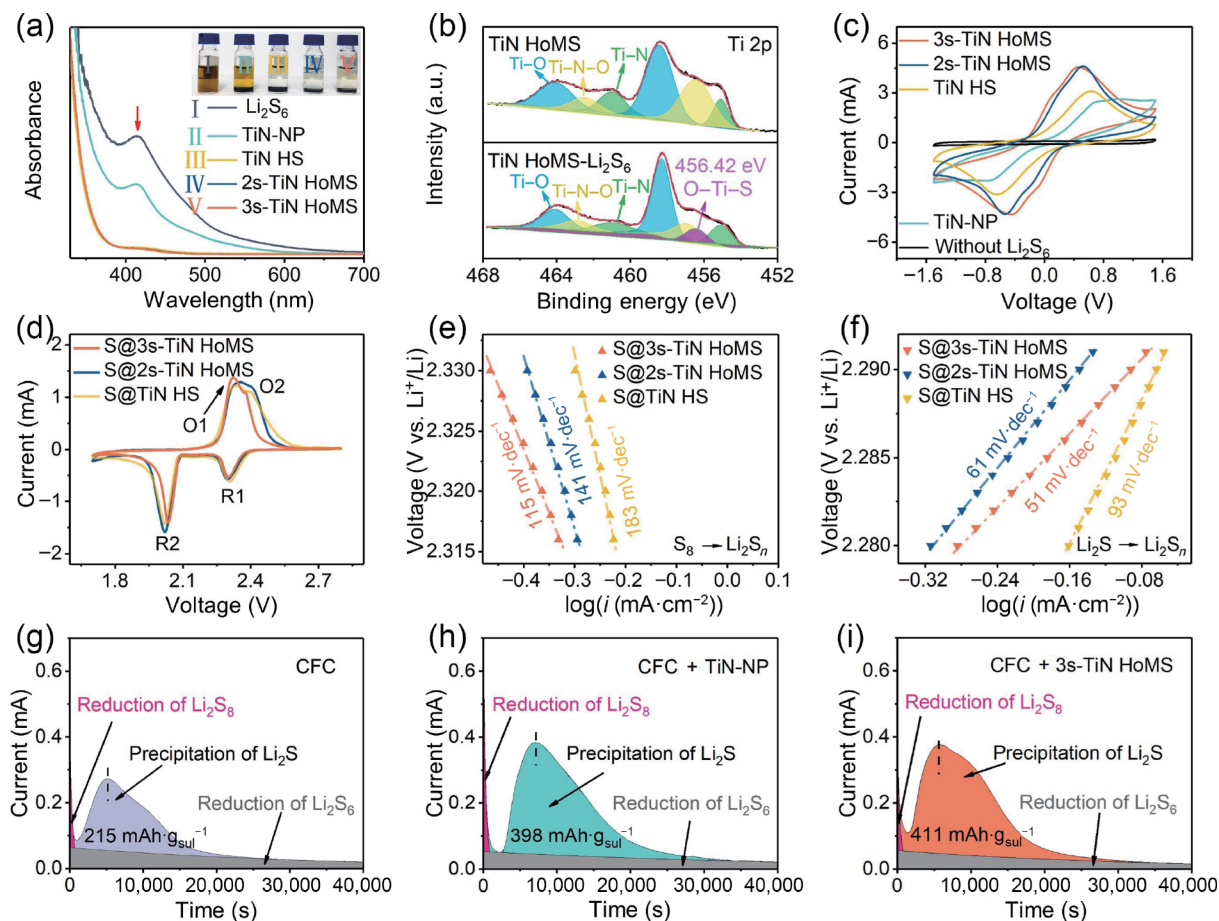 (a)
Absorbance
I II III IV V
I Li₂S₆
II TiN-NP
III TiN HS
IV 2s-TiN HoMS
V 3s-TiN HoMS
400 500 600 700
Wavelength (nm)
(b)
Intensity (a.u.)
TiN HoMS Ti 2p
Ti–O Ti–N–O Ti–N
TiN HoMS-Li₂S₆
456.42 eV
O–Ti–S
Ti–O Ti–N–O Ti–N
468 464 460 456 452
Binding energy (eV)
(c)
Current (mA)
6
3
0
−3
−6
3s-TiN HoMS
2s-TiN HoMS
TiN HS
TiN-NP
Without Li₂S₆
−1.6 −0.8 0.0 0.8 1.6
Voltage (V)
(d)
Current (mA)
2
1
0
−1
−2
S@3s-TiN HoMS
S@2s-TiN HoMS
S@TiN HS
O1 O2
R1
R2
1.8 2.1 2.4 2.7
Voltage (V)
(e)
Voltage (V vs. Li⁺/Li)
2.330
2.325
2.320
2.315
S@3s-TiN HoMS
S@2s-TiN HoMS
S@TiN HS
115 mV·dec⁻¹
141 mV·dec⁻¹
183 mV·dec⁻¹
S₈ → Li₂Sₙ
−0.4 −0.3 −0.2 −0.1 0.0 0.1
log(i (mA·cm⁻²))
(f)
Voltage (V vs. Li⁺/Li)
2.290
2.285
2.280
S@3s-TiN HoMS
S@2s-TiN HoMS
S@TiN HS
61 mV·dec⁻¹
51 mV·dec⁻¹
93 mV·dec⁻¹
Li₂S → Li₂Sₙ
−0.32 −0.24 −0.16 −0.08
log(i (mA·cm⁻²))
(g)
Current (mA)
0.6
0.4
0.2
0.0
CFC
Reduction of Li₂S₈
Precipitation of Li₂S
Reduction of Li₂S₆
215 mAh·g_sul⁻¹
0 10,000 20,000 30,000 40,000
Time (s)
(h)
Current (mA)
0.6
0.4
0.2
0.0
CFC + TiN-NP
Reduction of Li₂S₈
Precipitation of Li₂S
Reduction of Li₂S₆
398 mAh·g_sul⁻¹
0 10,000 20,000 30,000 40,000
Time (s)
(i)
Current (mA)
0.6
0.4
0.2
0.0
CFC + 3s-TiN HoMS
Reduction of Li₂S₈
Precipitation of Li₂S
Reduction of Li₂S₆
411 mAh·g_sul⁻¹
0 10,000 20,000 30,000 40,000
Time (s)